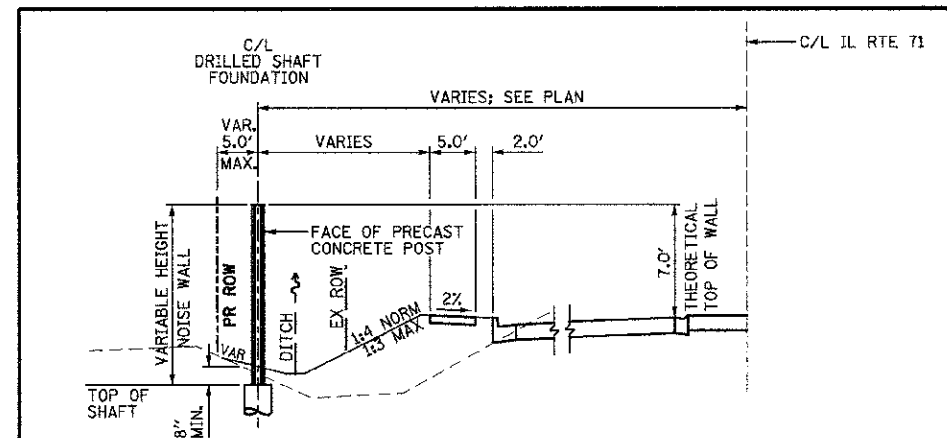 C/L
DRILLED SHAFT
FOUNDATION
C/L IL RTE 71
VARIES; SEE PLAN
VAR.
5.0'
MAX.
VARIES
5.0'
2.0'
FACE OF PRECAST
CONCRETE POST
VARIABLE HEIGHT
NOISE WALL
PR ROW
DITCH
EX ROW
1:4 NORM
1:3 MAX
2%
7.0'
THEORETICAL
TOP OF WALL
VAR
TOP OF
SHAFT
8"
MIN.